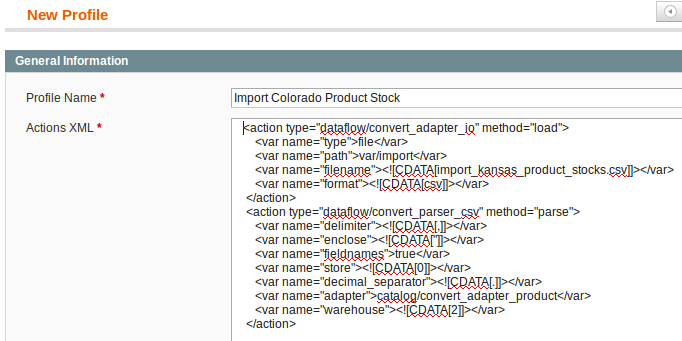 New Profile
General Information
Profile Name *
Import Colorado Product Stock
Actions XML *
<action type="dataflow/convert_adapter_io" method="load">
<var name="type">file</var>
<var name="path">var/import</var>
<var name="filename"><![CDATA[import_kansas_product_stocks.csv]]></var>
<var name="format"><![CDATA[csv]]></var>
</action>
<action type="dataflow/convert_parser_csv" method="parse">
<var name="delimiter"><![CDATA[,]]></var>
<var name="enclose"><![CDATA["]]></var>
<var name="fieldnames">true</var>
<var name="store"><![CDATA[0]]></var>
<var name="decimal_separator"><![CDATA[.]]></var>
<var name="adapter">catalog/convert_adapter_product</var>
<var name="warehouse"><![CDATA[2]]></var>
</action>